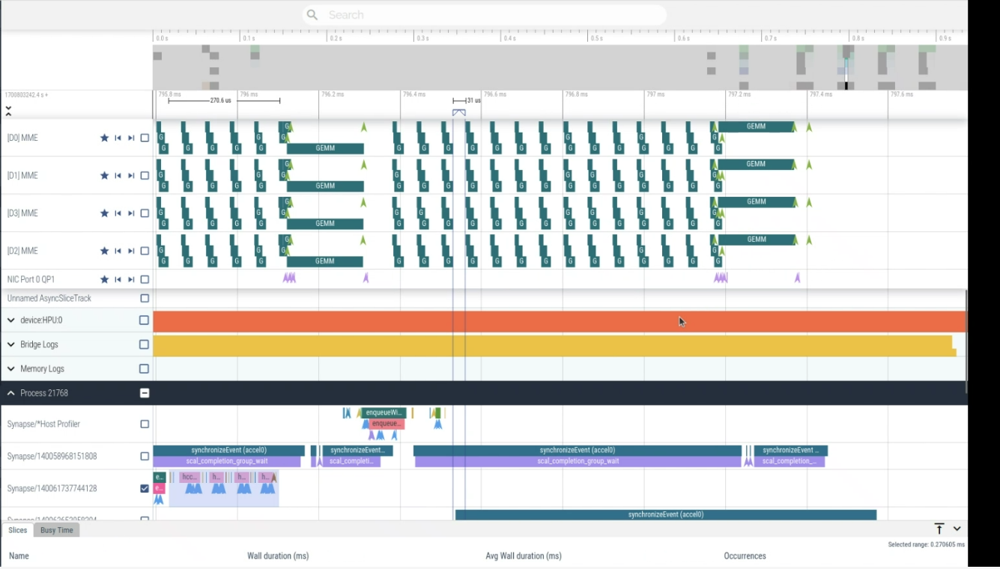 Search
0.0 s 0.1 s 0.2 s 0.3 s 0.4 s 0.5 s 0.6 s 0.7 s 0.8 s 0.9 s
1700803242.4 s + 795.8 ms 796 ms 796.2 ms 796.4 ms 796.6 ms 796.8 ms 797 ms 797.2 ms 797.4 ms 797.6 ms
270.6 us 31 us
|D0| MME
G G G G G G GEMM G G G G G G G G G G G G G G GEMM
|D1| MME
G G G G G G GEMM G G G G G G G G G G G G G G GEMM
|D3| MME
G G G G G G GEMM G G G G G G G G G G G G G G GEMM
|D2| MME
G G G G G G GEMM G G G G G G G G G G G G G G GEMM
NIC Port 0 QP1
Unnamed AsyncSliceTrack
device:HPU:0
Bridge Logs
Memory Logs
Process 21768
Synapse/*Host Profiler
enqueueWi...
enqueue...
Synapse/140058968151808
synchronizeEvent (accel0) synchronizeEvent... synchronizeEvent (accel0) synchronizeEvent ...
scal_completion_group_wait scal_completi... scal_completion_group_wait scal_completion_...
Synapse/140061737744128
e... hcc... h... h... h...
e...
synchronizeEvent (accel0)
Slices Busy Time
Selected range: 0.270605 ms
Name Wall duration (ms) Avg Wall duration (ms) Occurrences